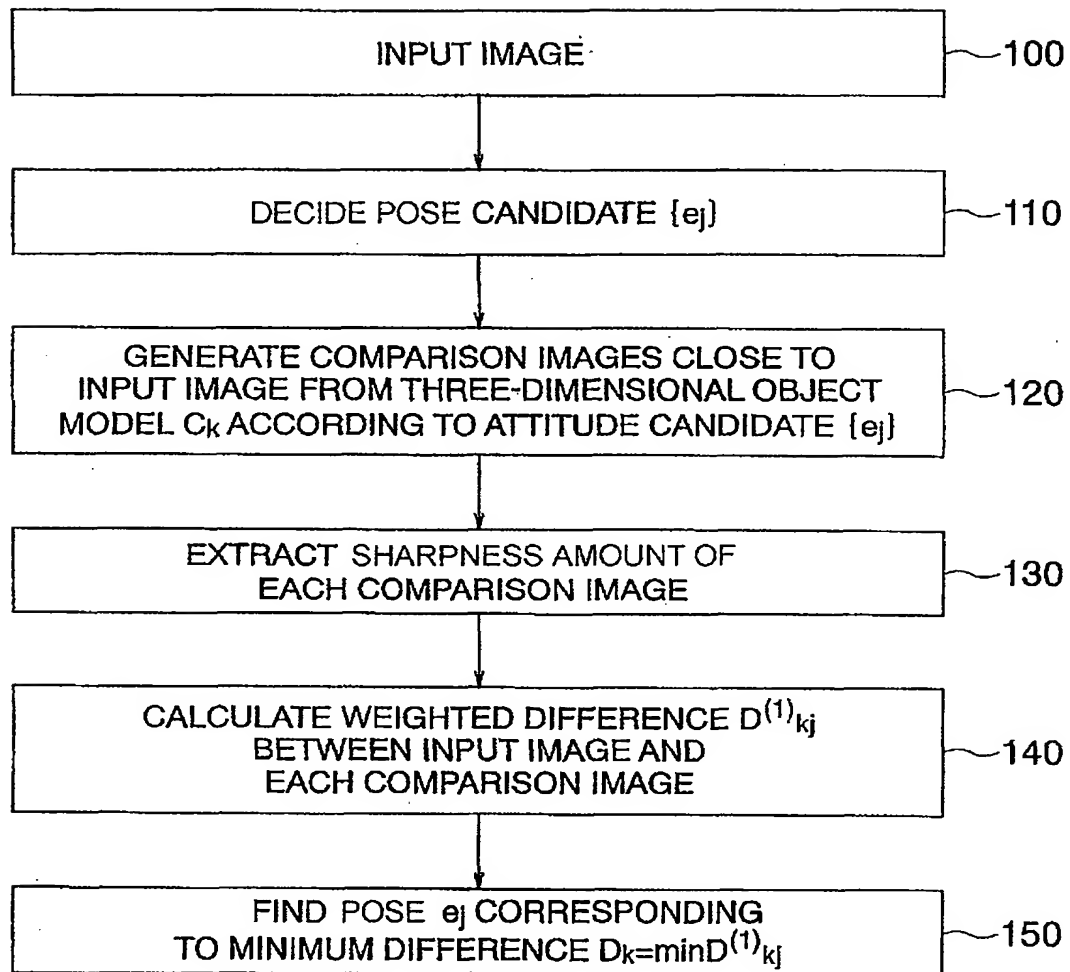 INPUT IMAGE
100
DECIDE POSE CANDIDATE {ej}
110
GENERATE COMPARISON IMAGES CLOSE TO
INPUT IMAGE FROM THREE-DIMENSIONAL OBJECT
MODEL Ck ACCORDING TO ATTITUDE CANDIDATE {ej}
120
EXTRACT SHARPNESS AMOUNT OF
EACH COMPARISON IMAGE
130
CALCULATE WEIGHTED DIFFERENCE D(1)kj
BETWEEN INPUT IMAGE AND
EACH COMPARISON IMAGE
140
FIND POSE ej CORRESPONDING
TO MINIMUM DIFFERENCE Dk=minD(1)kj
150